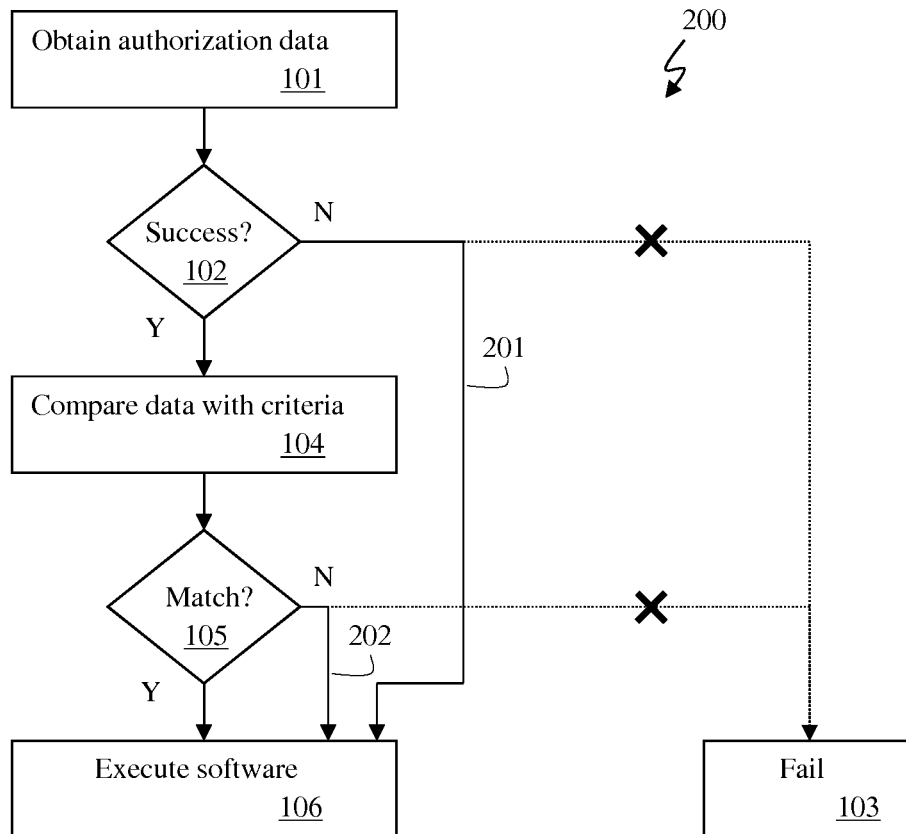 Obtain authorization data
101
200
Success?
102
N
Y
201
Compare data with criteria
104
Match?
105
N
202
Y
Execute software
106
Fail
103